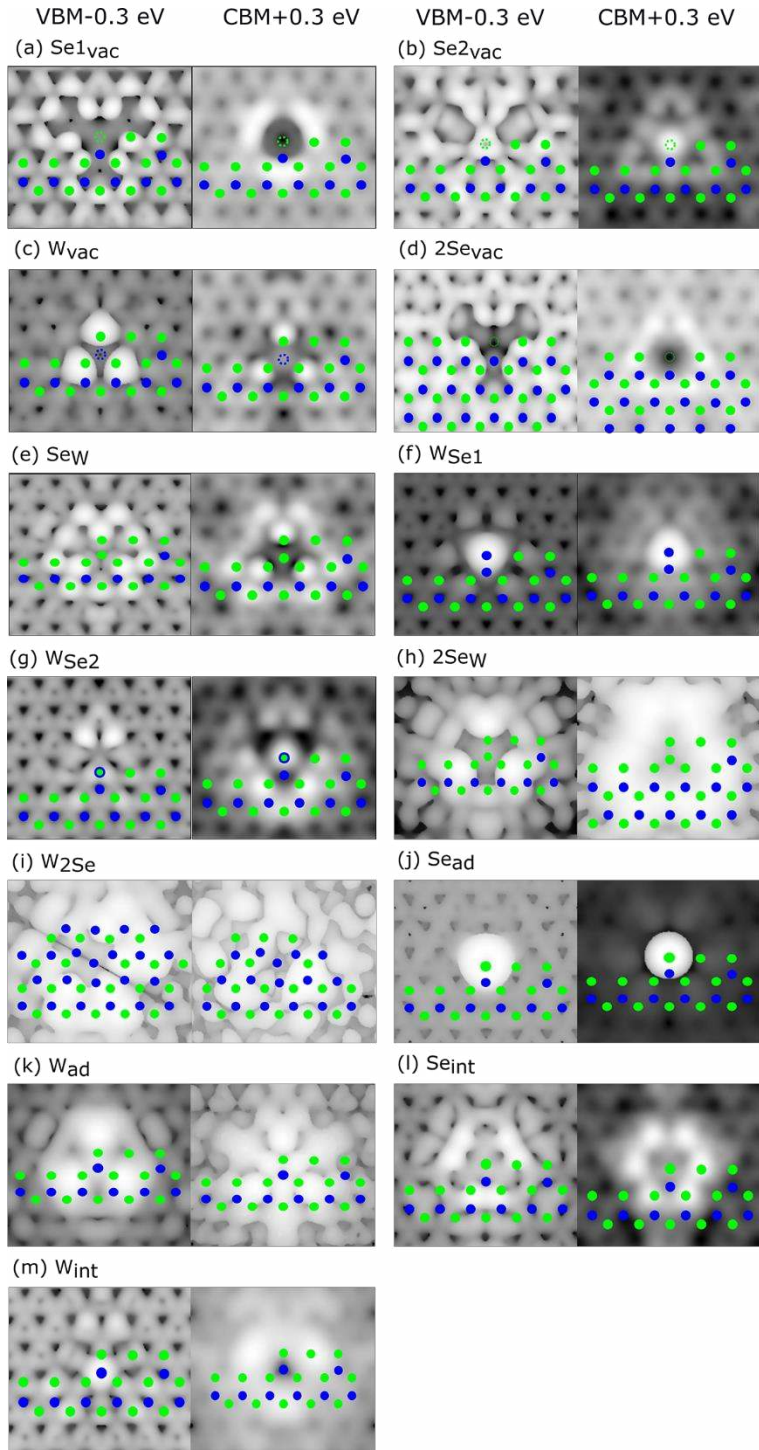 VBM-0.3 eV CBM+0.3 eV VBM-0.3 eV CBM+0.3 eV
(a) Se1vac (b) Se2vac
(c) Wvac (d) 2Sevac
(e) SeW (f) WSe1
(g) WSe2 (h) 2SeW
(i) W2Se (j) Sead
(k) Wad (l) Seint
(m) Wint